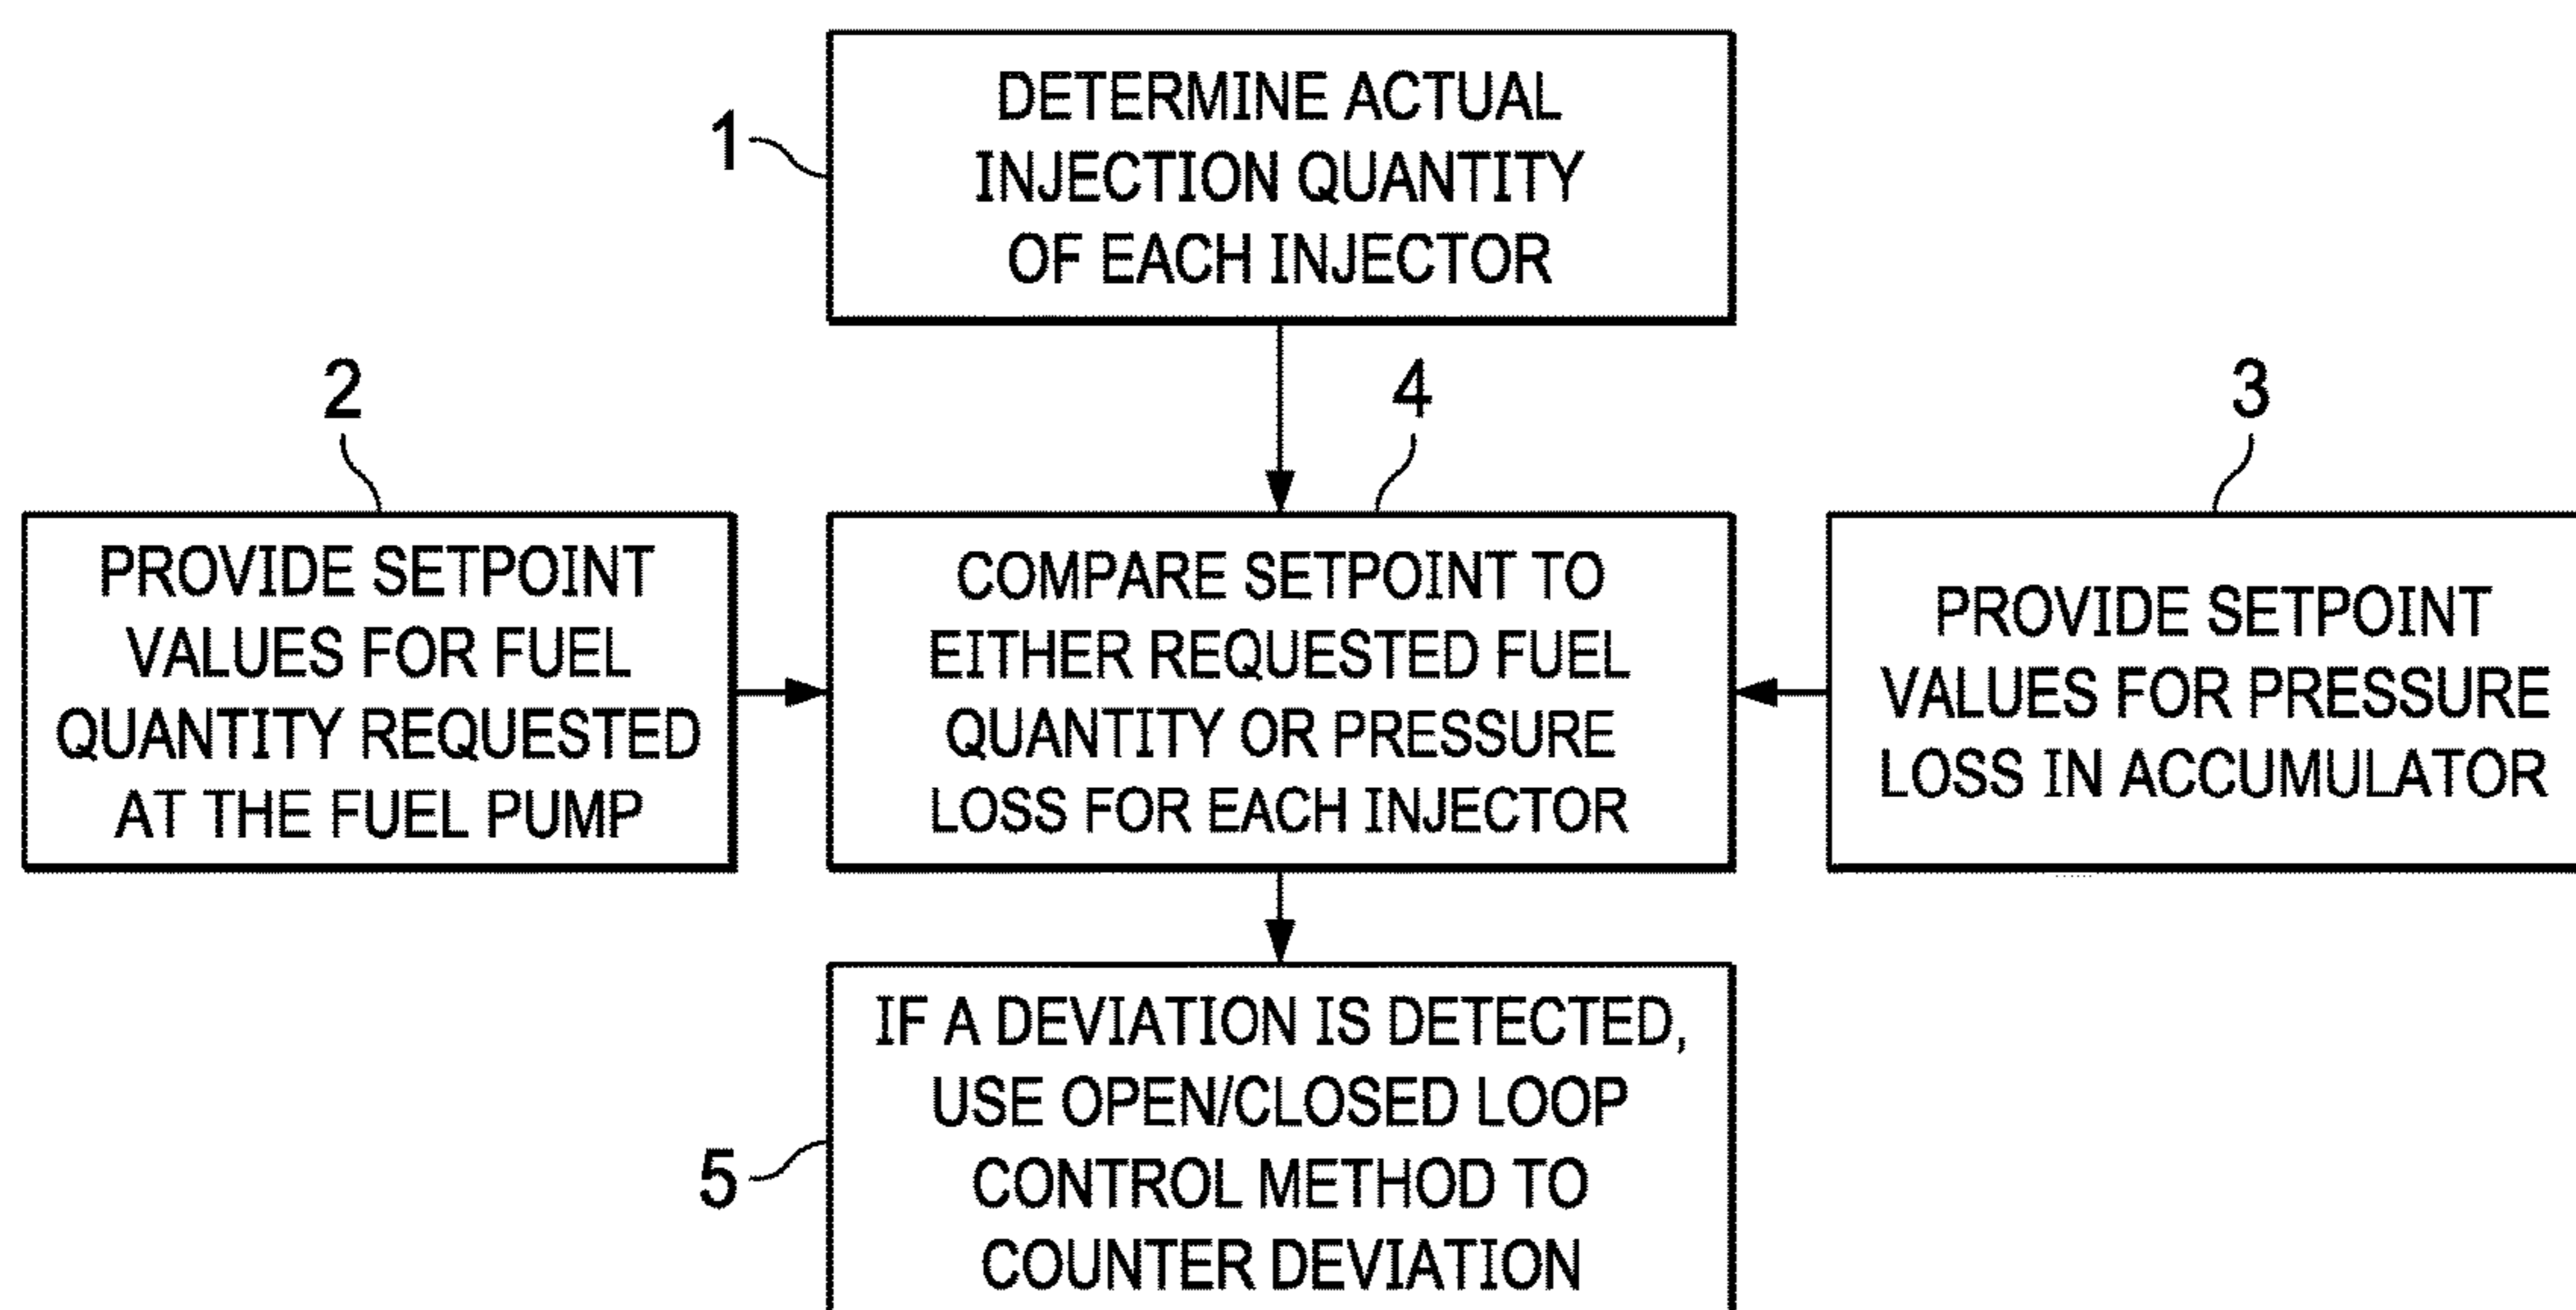 1
DETERMINE ACTUAL
INJECTION QUANTITY
OF EACH INJECTOR
2
PROVIDE SETPOINT
VALUES FOR FUEL
QUANTITY REQUESTED
AT THE FUEL PUMP
4
COMPARE SETPOINT TO
EITHER REQUESTED FUEL
QUANTITY OR PRESSURE
LOSS FOR EACH INJECTOR
3
PROVIDE SETPOINT
VALUES FOR PRESSURE
LOSS IN ACCUMULATOR
5
IF A DEVIATION IS DETECTED,
USE OPEN/CLOSED LOOP
CONTROL METHOD TO
COUNTER DEVIATION